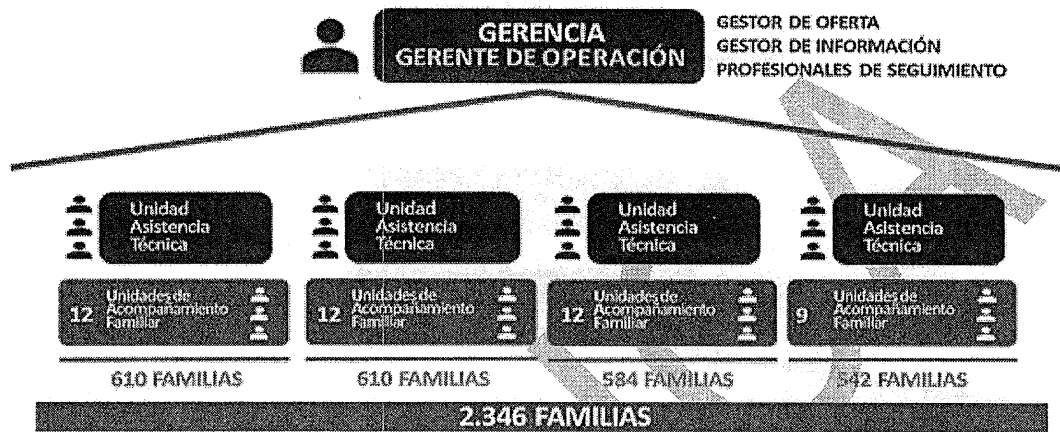 GERENCIA
GERENTE DE OPERACIÓN
GESTOR DE OFERTA
GESTOR DE INFORMACIÓN
PROFESIONALES DE SEGUIMIENTO
Unidad
Asistencia
Técnica
Unidad
Asistencia
Técnica
Unidad
Asistencia
Técnica
Unidad
Asistencia
Técnica
12 Unidades de
Acompañamiento
Familiar
12 Unidades de
Acompañamiento
Familiar
12 Unidades de
Acompañamiento
Familiar
9 Unidades de
Acompañamiento
Familiar
610 FAMILIAS
610 FAMILIAS
584 FAMILIAS
542 FAMILIAS
2.346 FAMILIAS